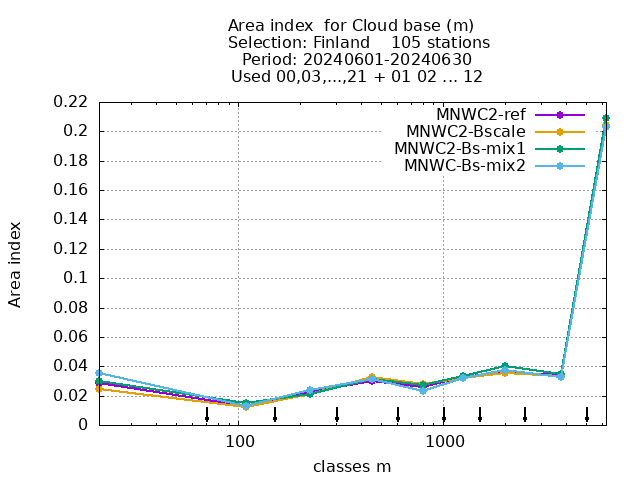 Area index  for Cloud base (m)
Selection: Finland    105 stations
Period: 20240601-20240630
Used 00,03,...,21 + 01 02 ... 12
MNWC2-ref
MNWC2-Bscale
MNWC2-Bs-mix1
MNWC-Bs-mix2
0.22
0.2
0.18
0.16
0.14
0.12
0.1
0.08
0.06
0.04
0.02
0
Area index
100
1000
classes m